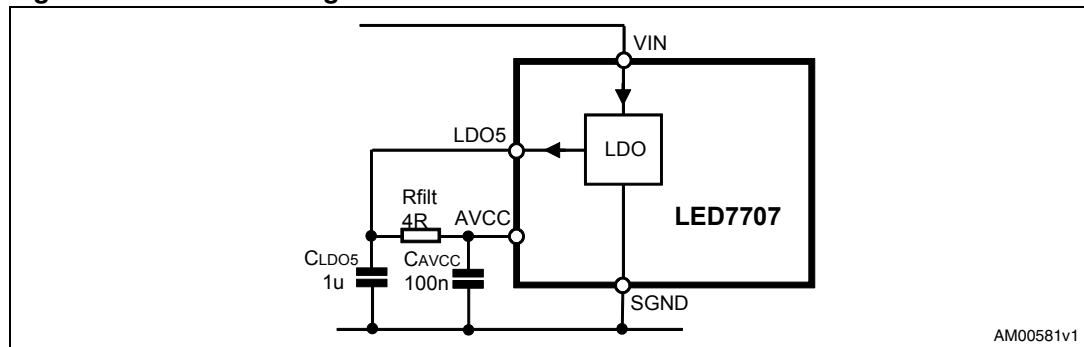 VIN
LDO5
LDO
Rfilt
4R
AVCC
LED7707
CLDO5
1u
CAVCC
100n
SGND
AM00581v1